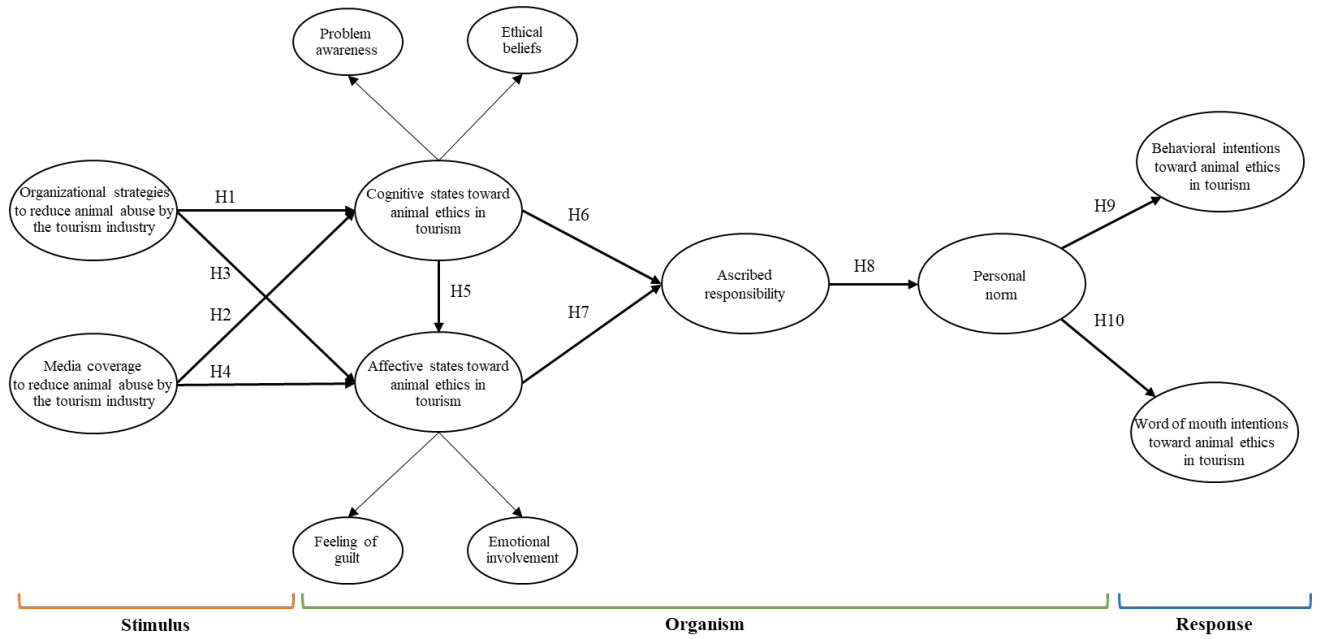 Problem
awareness
Ethical
beliefs
Organizational strategies
to reduce animal abuse by
the tourism industry
H1
Cognitive states toward
animal ethics in
tourism
H6
Behavioral intentions
toward animal ethics
in tourism
H9
H3
H5
Ascribed
responsibility
H8
Personal
norm
H2
H7
H10
Media coverage
to reduce animal abuse by
the tourism industry
H4
Affective states toward
animal ethics in
tourism
Word of mouth intentions
toward animal ethics
in tourism
Feeling of
guilt
Emotional
involvement
Stimulus
Organism
Response